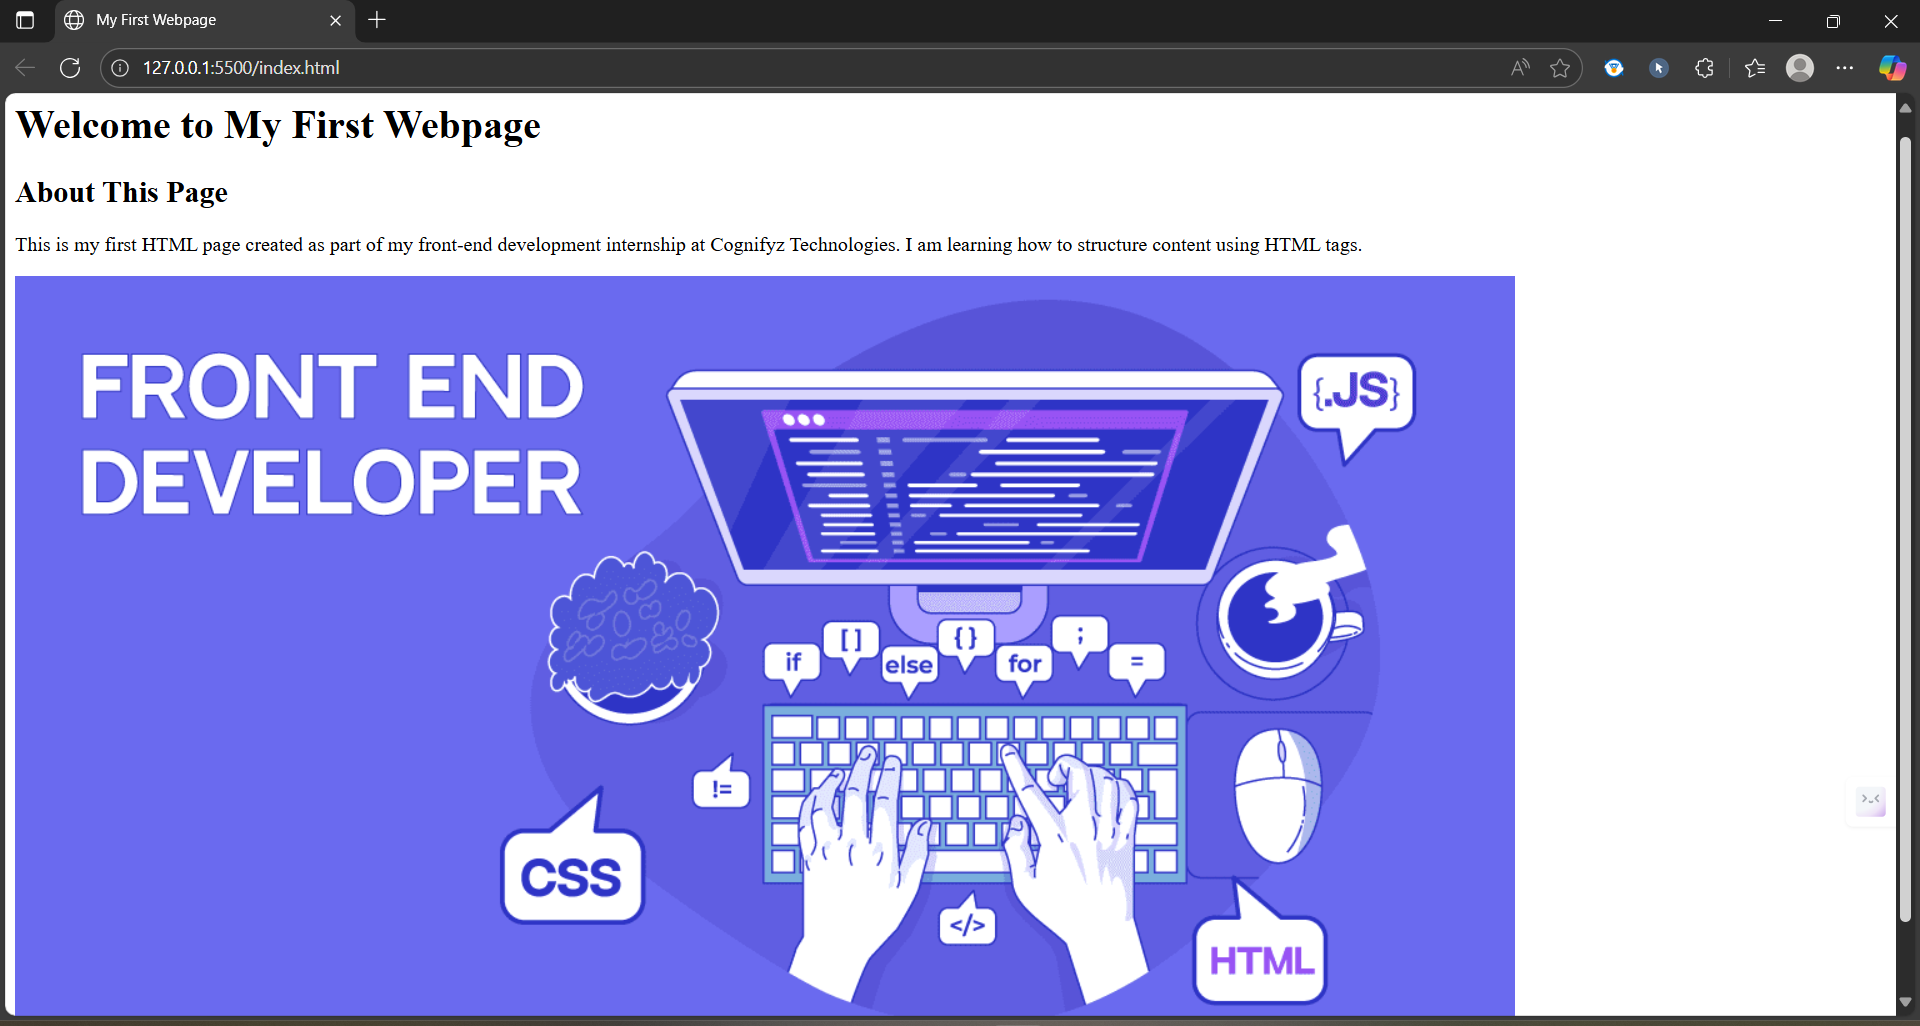 My First Webpage
127.0.0.1:5500/index.html
Welcome to My First Webpage
About This Page
This is my first HTML page created as part of my front-end development internship at Cognifyz Technologies. I am learning how to structure content using HTML tags.
FRONT END
DEVELOPER
{.JS}
if
[]
else
{}
for
;
=
!=
CSS
</>
HTML